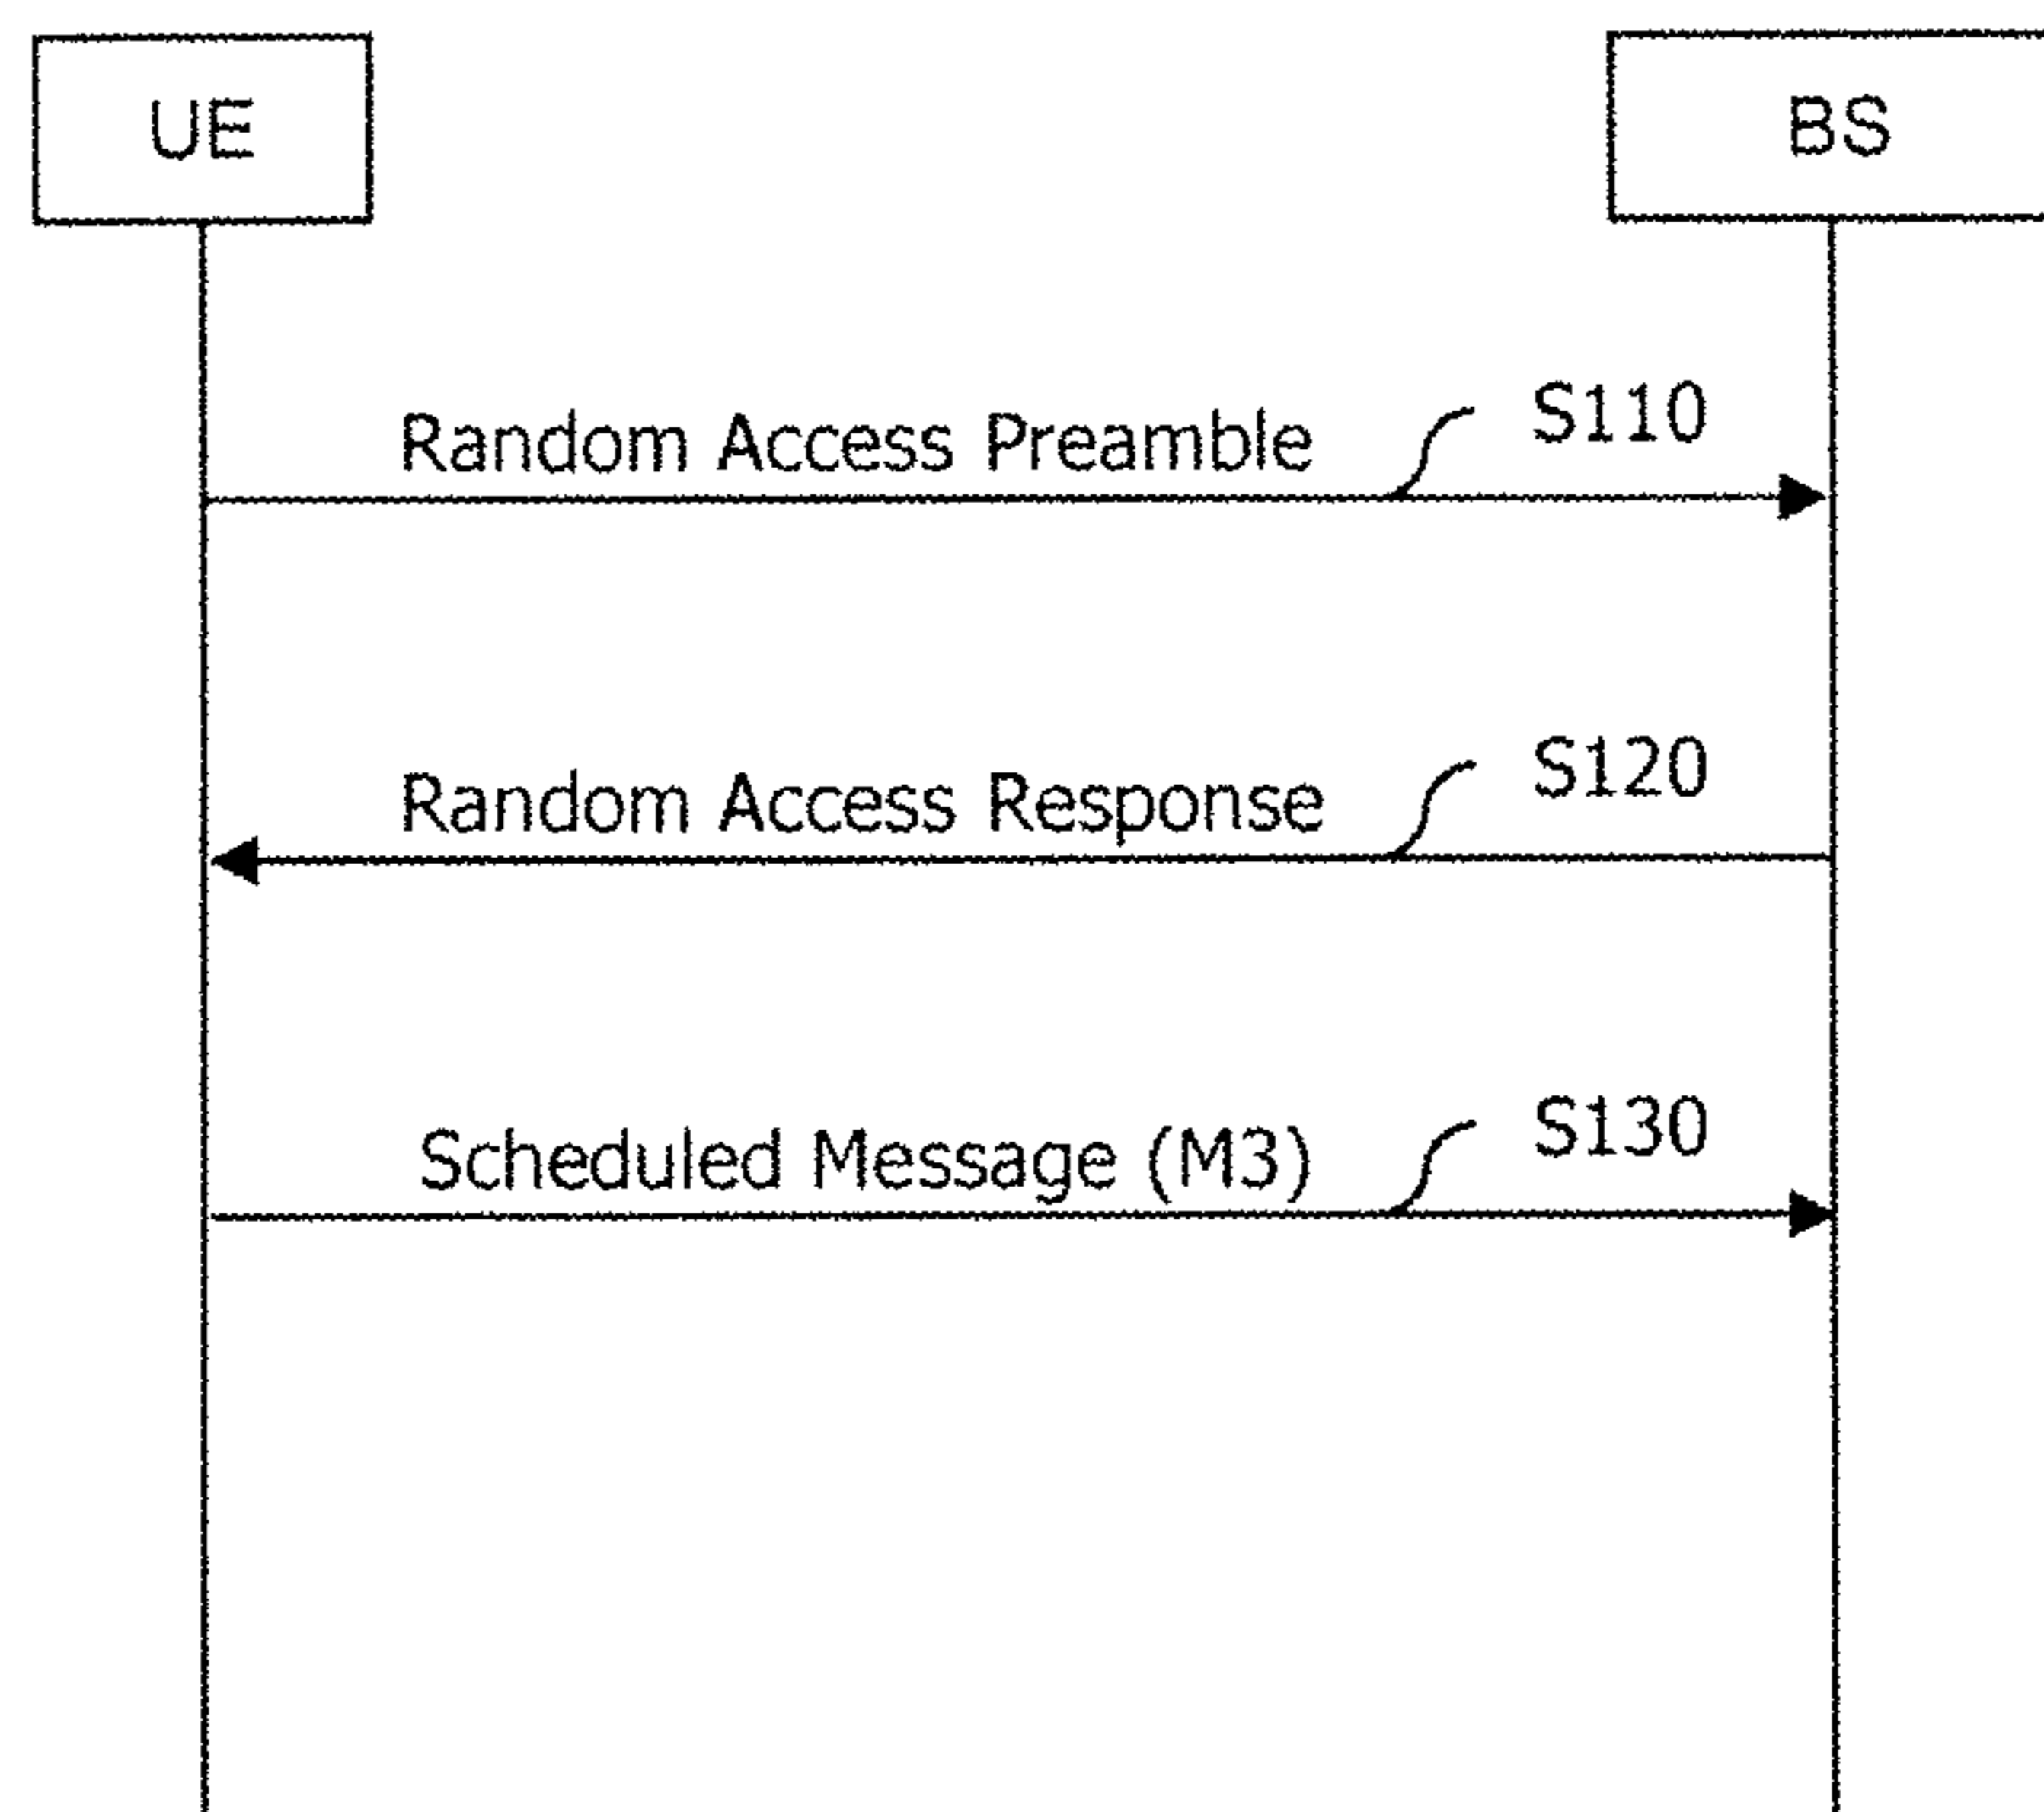 UE
BS
Random Access Preamble
S110
Random Access Response
S120
Scheduled Message (M3)
S130